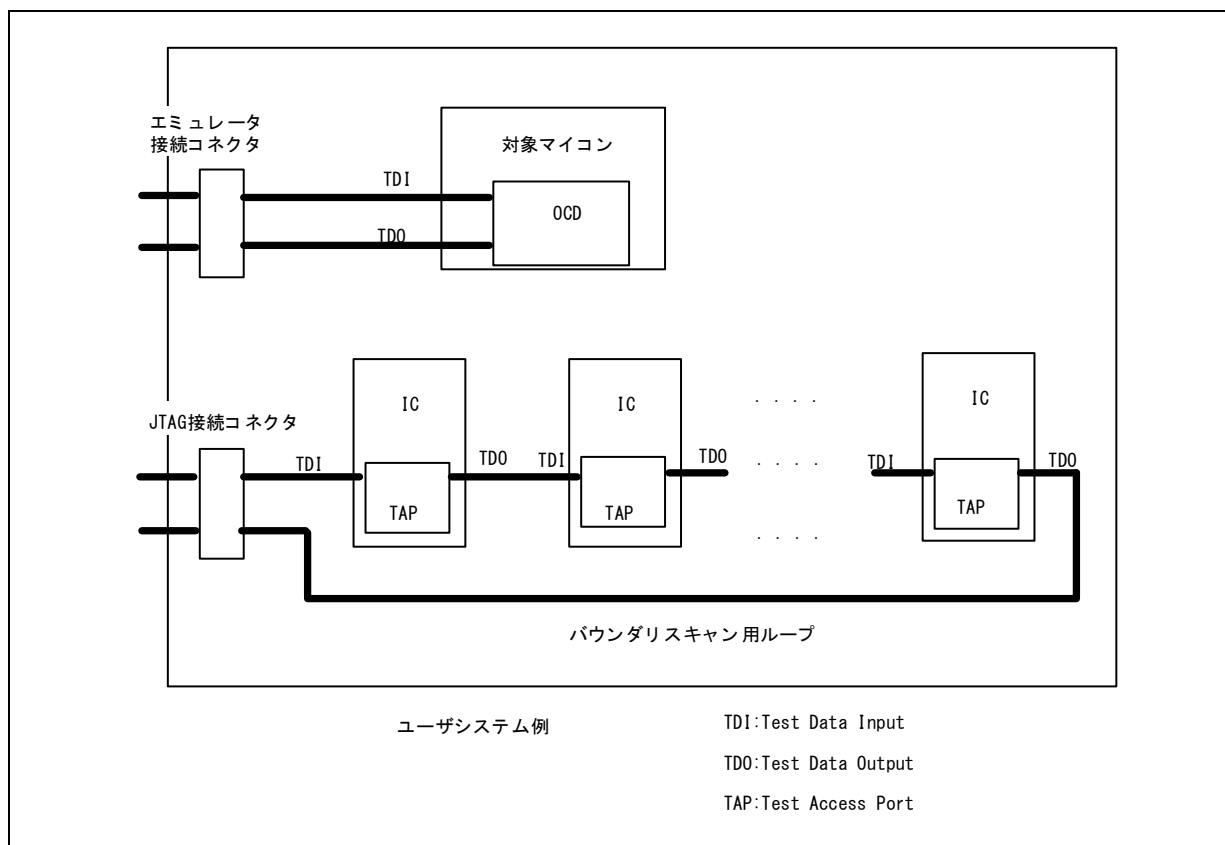 エミュレータ
接続コネクタ
対象マイコン
TDI
OCD
TDO
JTAG接続コネクタ
IC
IC
. . . .
IC
TDI
TDO
TDI
TDO
. . . .
TDI
TDO
TAP
TAP
TAP
. . . .
バウンダリスキャン用ループ
ユーザシステム例
TDI:Test Data Input
TDO:Test Data Output
TAP:Test Access Port